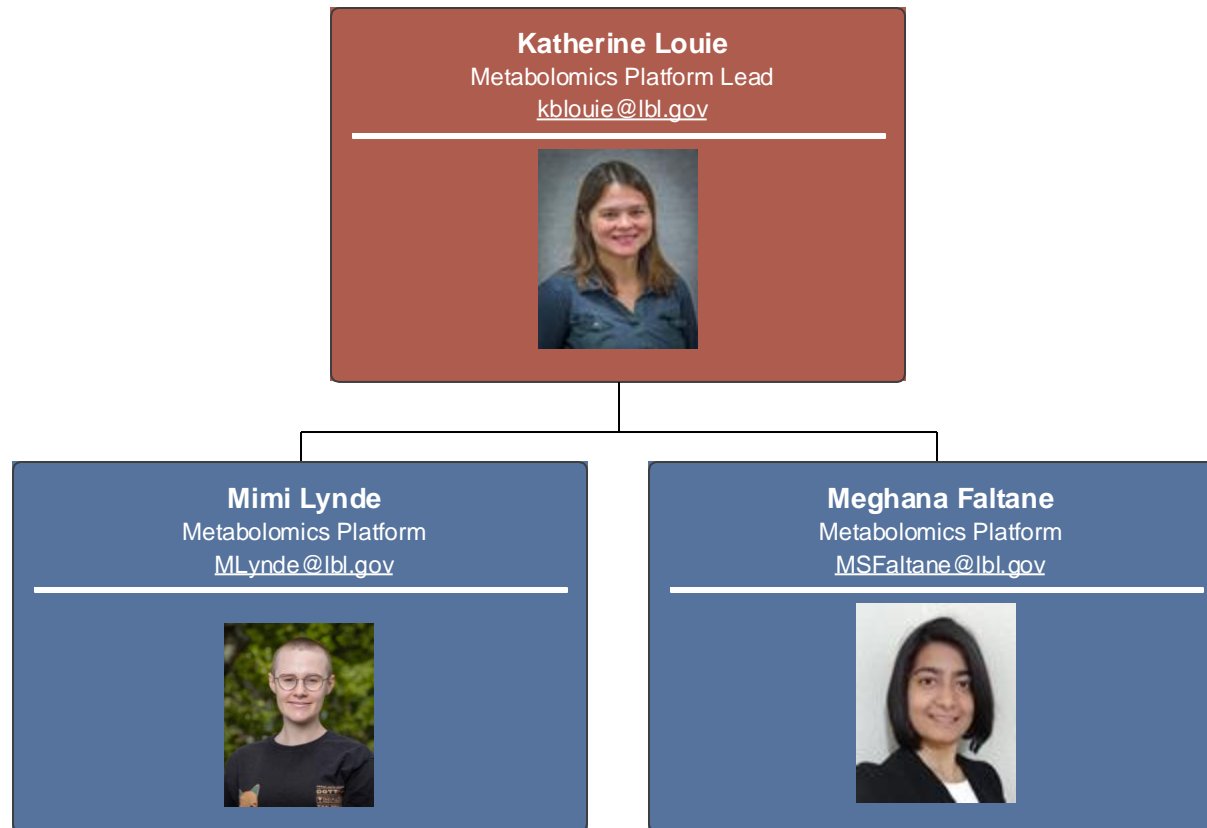 Katherine Louie
Metabolomics Platform Lead
kblouie@lbl.gov
Mimi Lynde
Metabolomics Platform
MLynde@lbl.gov
Meghana Faltane
Metabolomics Platform
MSFaltane@lbl.gov